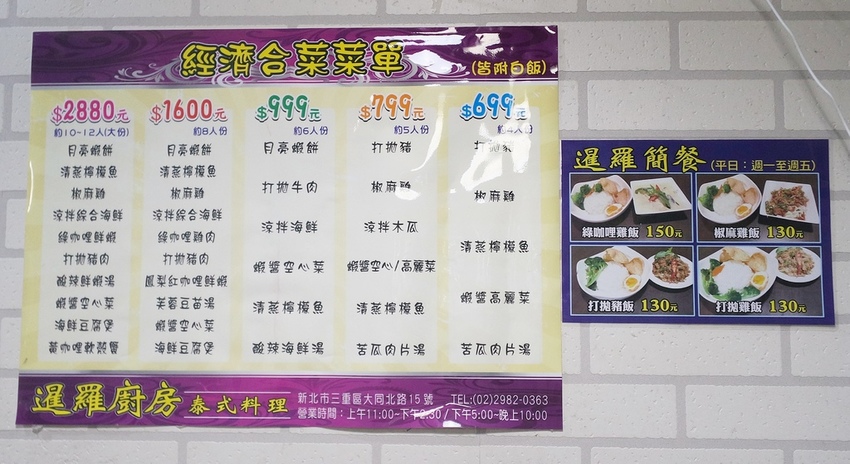 經濟合菜菜單 (皆附白飯)
$2880元
約10~12人(大份)
月亮蝦餅
清蒸檸檬魚
椒麻雞
涼拌綜合海鮮
綠咖哩鮮蝦
打拋豬肉
酸辣鮮蝦湯
蝦醬空心菜
海鮮豆腐煲
黃咖哩軟殼蟹
$1600元
約8人份
月亮蝦餅
清蒸檸檬魚
椒麻雞
涼拌綜合海鮮
綠咖哩雞肉
打拋豬肉
鳳梨紅咖哩鮮蝦
芙蓉豆苗湯
蝦醬空心菜
海鮮豆腐煲
$999元
約6人份
月亮蝦餅
打拋牛肉
涼拌海鮮
蝦醬空心菜
清蒸檸檬魚
酸辣海鮮湯
$799元
約5人份
打拋豬
椒麻雞
涼拌木瓜
蝦醬空心菜/高麗菜
清蒸檸檬魚
苦瓜肉片湯
$699元
約4人份
打拋豬
椒麻雞
清蒸檸檬魚
蝦醬高麗菜
苦瓜肉片湯
暹羅廚房 泰式料理
新北市三重區大同北路15號 TEL:(02)2982-0363
營業時間：上午11:00~下午2:30 / 下午5:00~晚上10:00
暹羅簡餐 (平日：週一至週五)
綠咖哩雞飯 150元
椒麻雞飯 130元
打拋豬飯 130元
打拋雞飯 130元